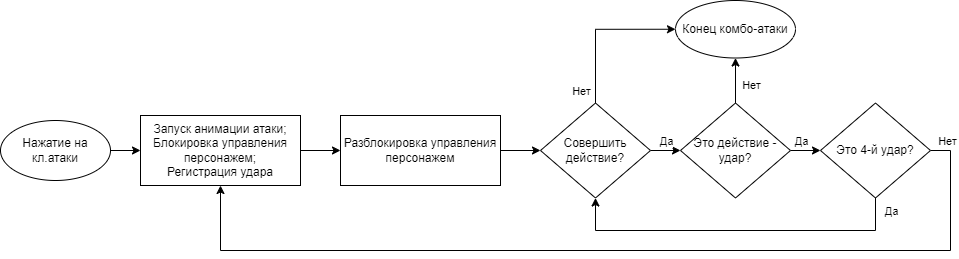 Конец комбо-атаки
Нет
Нет
Нажатие на
кл.атаки
Запуск анимации атаки;
Блокировка управления
персонажем;
Регистрация удара
Разблокировка управления
персонажем
Совершить
действие?
Да
Это действие -
удар?
Да
Это 4-й удар?
Нет
Да